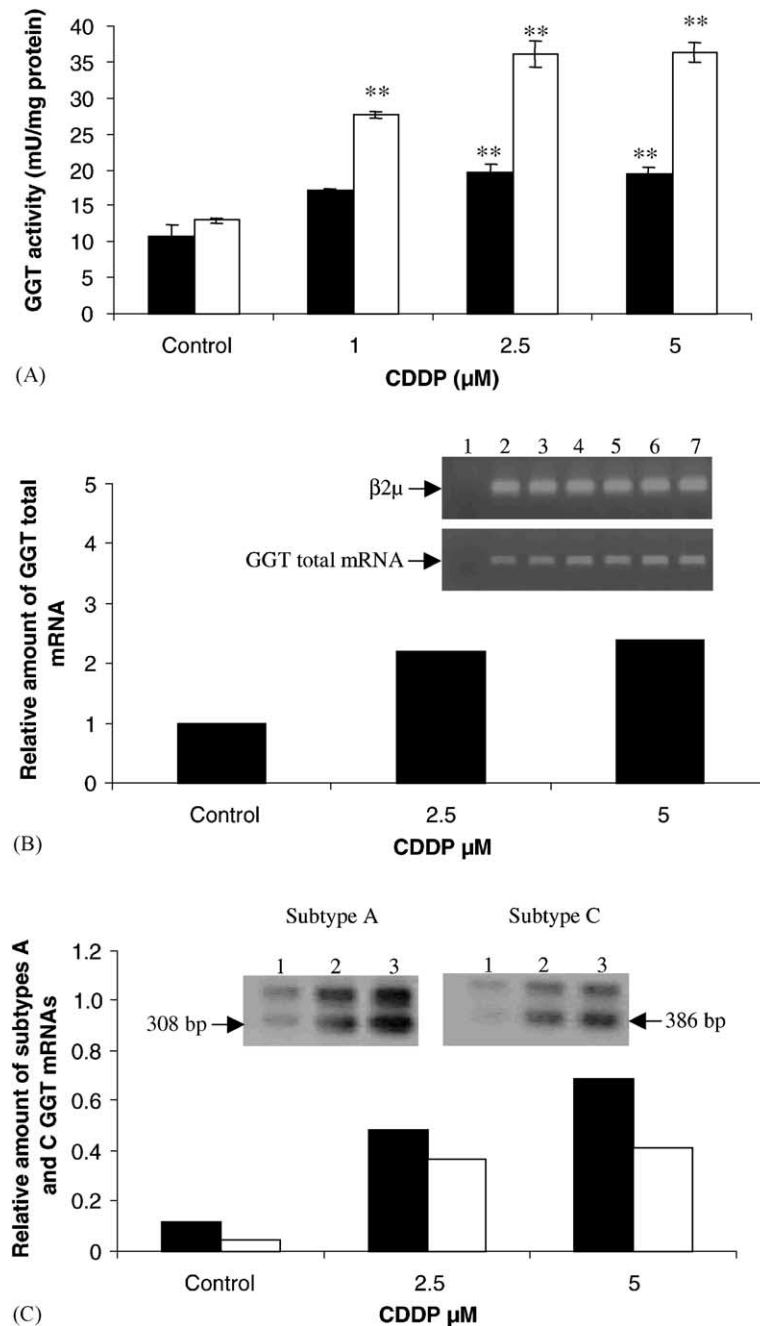 40
35
30
25
20
15
10
5
0
GGT activity (mU/mg protein)
**
**
**
**
**
Control 1 2.5 5
CDDP (µM)
(A)
1 2 3 4 5 6 7
β2µ
GGT total mRNA
5
4
3
2
1
0
Relative amount of GGT total
mRNA
Control 2.5 5
CDDP µM
(B)
Subtype A Subtype C
1 2 3 1 2 3
308 bp 386 bp
1.2
1.0
0.8
0.6
0.4
0.2
0
Relative amount of subtypes A
and C GGT mRNAs
Control 2.5 5
CDDP µM
(C)